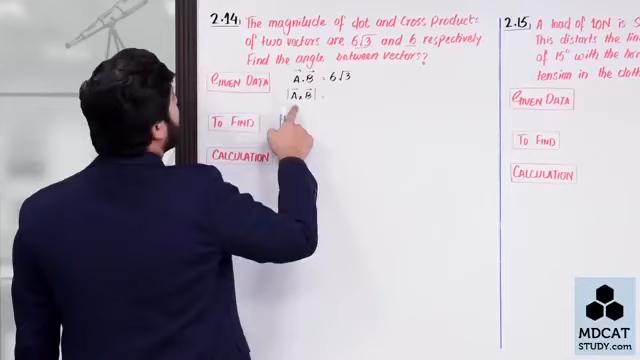 2.14, The magnitude of dot and Cross Products
of two vectors are 6√3 and 6 respectively
Find the angle between vectors?
GIVEN DATA
A . B = 6√3
|A × B| =
TO FIND
CALCULATION
2.15, A load of 10N is
This distorts the
of 15° with the
tension in the
GIVEN DATA
TO FIND
CALCULATION
MDCAT
STUDY.com